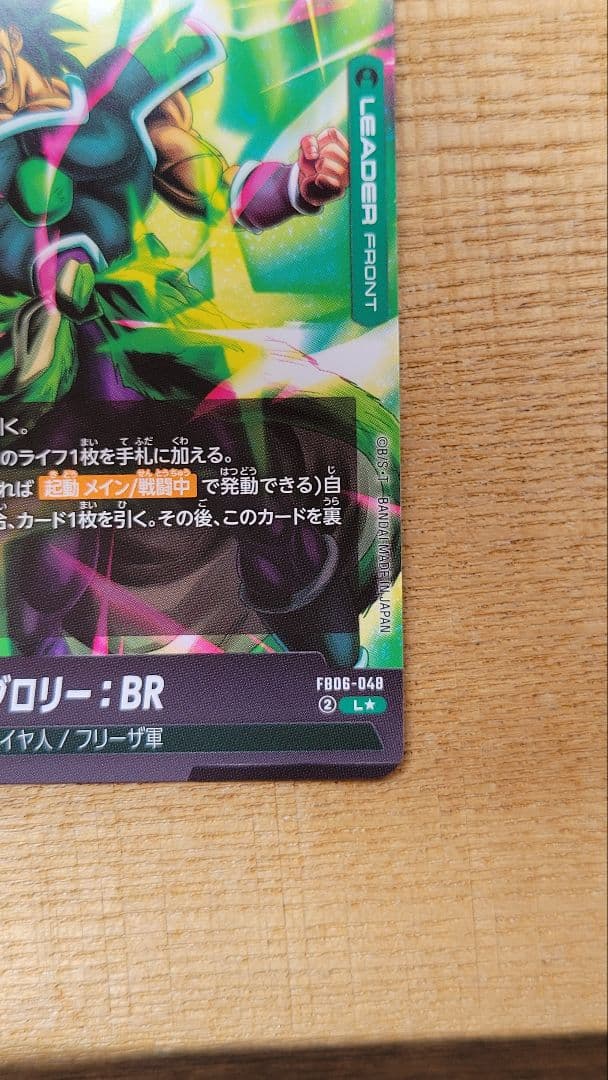 LEADER FRONT
く。
のライフ1枚を手札に加える。
れば 起動 メイン/戦闘中 で発動できる)自
合、カード1枚を引く。その後、このカードを裏
©B/S・T BANDAI MADE IN JAPAN
ブロリー：BR
FB06-048
② L★
イヤ人 / フリーザ軍